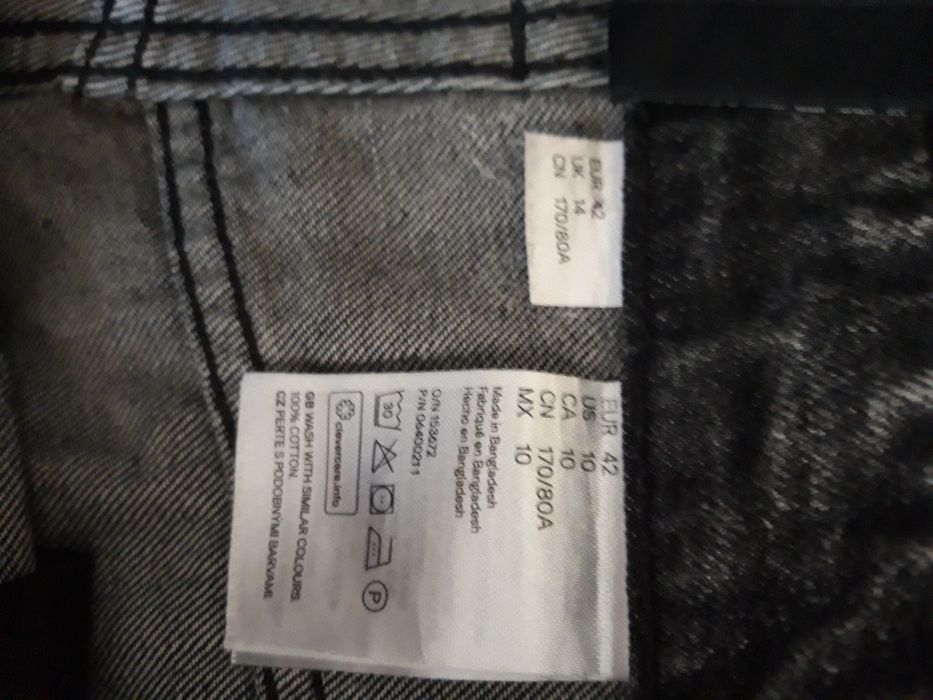 EUR 42
UK 14
CN 170/80A
EUR 42
US 10
CA 10
CN 170/80A
MX 10
Made in Bangladesh
Fabriqué en Bangladesh
Hecho en Bangladesh
O/N 153672
P/N 06400211
30
P
clevercare.info
GB WASH WITH SIMILAR COLOURS.
100% COTTON.
CZ PERTE S PODOBNÝMI BARVAMI.